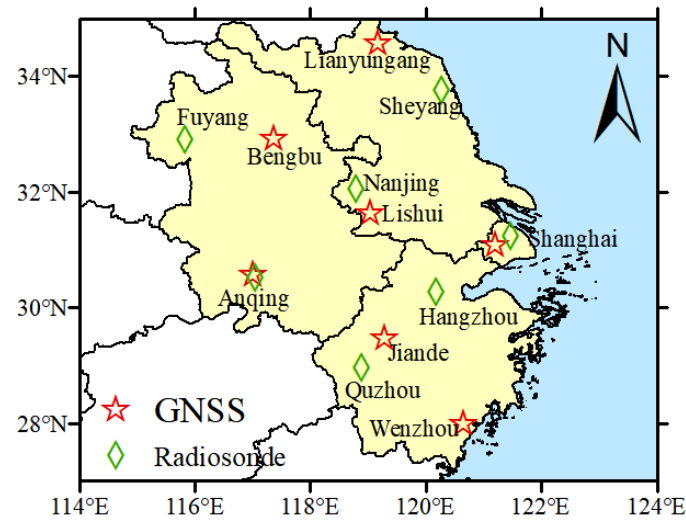 34°N
32°N
30°N
28°N
N
Lianyungang
Sheyang
Fuyang
Bengbu
Nanjing
Lishui
Shanghai
Anqing
Hangzhou
Jiande
Quzhou
Wenzhou
GNSS
Radiosonde
114°E 116°E 118°E 120°E 122°E 124°E